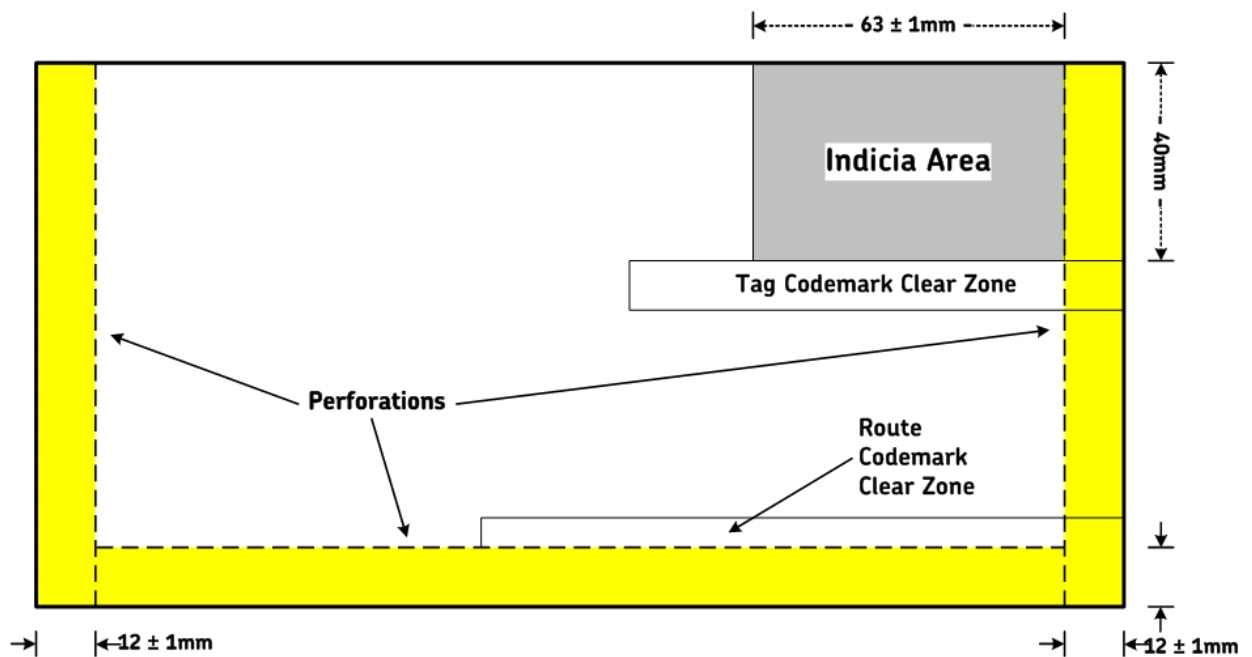 63 ± 1mm
Indicia Area
40mm
Tag Codemark Clear Zone
Perforations
Route
Codemark
Clear Zone
12 ± 1mm
12 ± 1mm